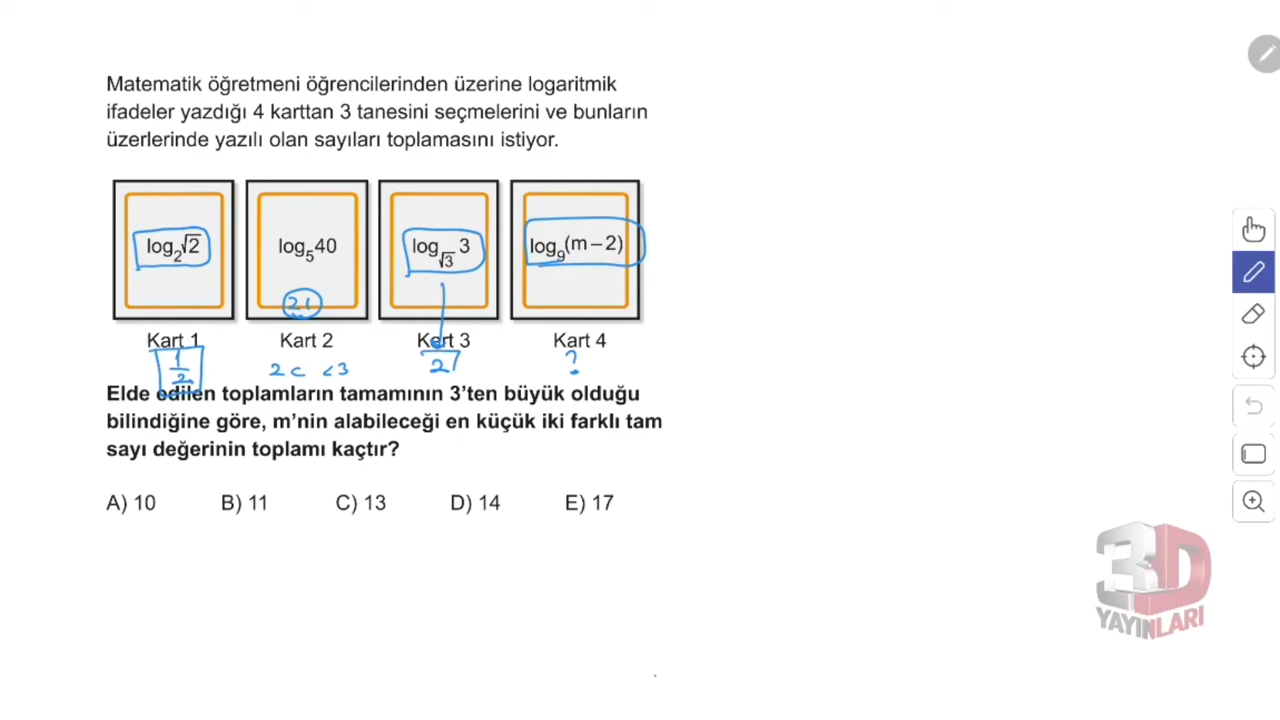 Matematik öğretmeni öğrencilerinden üzerine logaritmik
ifadeler yazdığı 4 karttan 3 tanesini seçmelerini ve bunların
üzerlerinde yazılı olan sayıları toplamasını istiyor.
log₂√2 log₅40 log_√3 3 log₉(m – 2)
2,1
Kart 1 Kart 2 Kart 3 Kart 4
1/2 2< <3 2 ?
Elde edilen toplamların tamamının 3'ten büyük olduğu
bilindiğine göre, m'nin alabileceği en küçük iki farklı tam
sayı değerinin toplamı kaçtır?
A) 10 B) 11 C) 13 D) 14 E) 17
3D
YAYINLARI